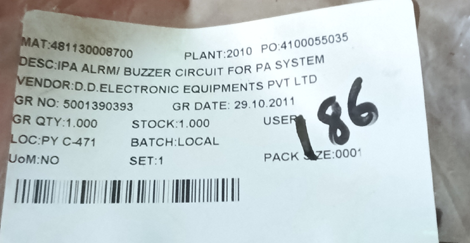 MAT:481130008700 PLANT:2010 PO:4100055035
DESC:IPA ALRM/ BUZZER CIRCUIT FOR PA SYSTEM
VENDOR:D.D.ELECTRONIC EQUIPMENTS PVT LTD
GR NO: 5001390393 GR DATE: 29.10.2011
GR QTY:1.000 STOCK:1.000 USER:
186
LOC:PY C-471 BATCH:LOCAL
UoM:NO SET:1 PACK SIZE:0001